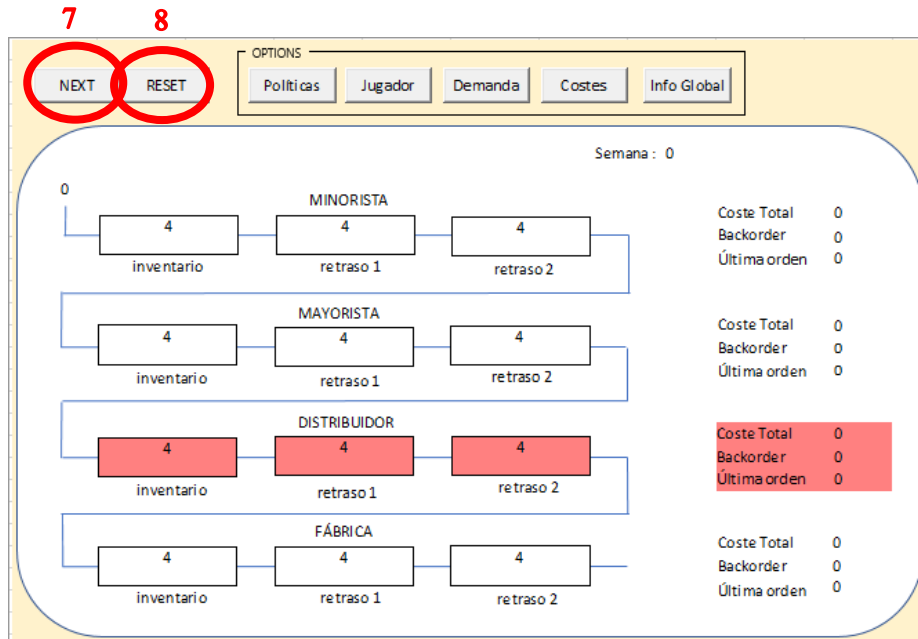 7 8
OPTIONS
NEXT RESET Políticas Jugador Demanda Costes Info Global
Semana : 0
0
MINORISTA
4 4 4
inventario retraso 1 retraso 2
Coste Total 0
Backorder 0
Última orden 0
MAYORISTA
4 4 4
inventario retraso 1 retraso 2
Coste Total 0
Backorder 0
Última orden 0
DISTRIBUIDOR
4 4 4
inventario retraso 1 retraso 2
Coste Total 0
Backorder 0
Última orden 0
FÁBRICA
4 4 4
inventario retraso 1 retraso 2
Coste Total 0
Backorder 0
Última orden 0